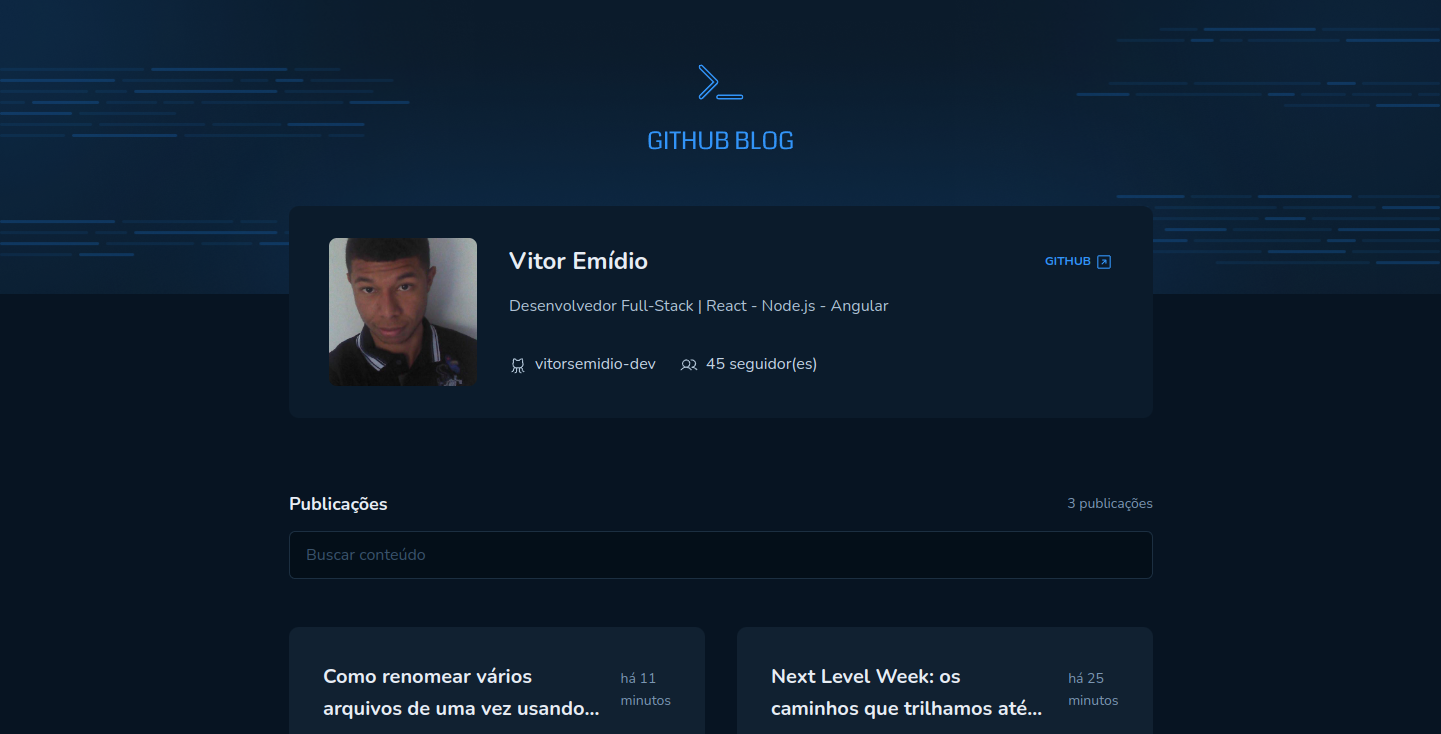 GITHUB BLOG
Vitor Emídio
GITHUB
Desenvolvedor Full-Stack | React - Node.js - Angular
vitorsemidio-dev
45 seguidor(es)
Publicações
3 publicações
Buscar conteúdo
Como renomear vários
arquivos de uma vez usando...
há 11
minutos
Next Level Week: os
caminhos que trilhamos até...
há 25
minutos